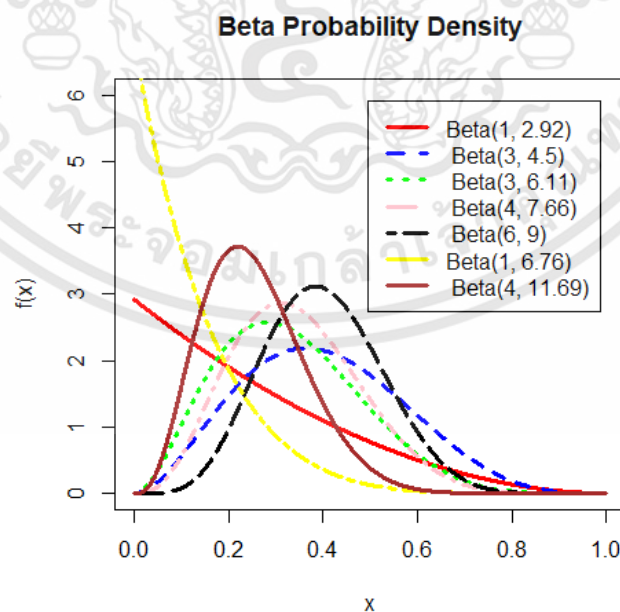 Beta Probability Density
f(x)
6
5
4
3
2
1
0
Beta(1, 2.92)
Beta(3, 4.5)
Beta(3, 6.11)
Beta(4, 7.66)
Beta(6, 9)
Beta(1, 6.76)
Beta(4, 11.69)
0.0 0.2 0.4 0.6 0.8 1.0
x